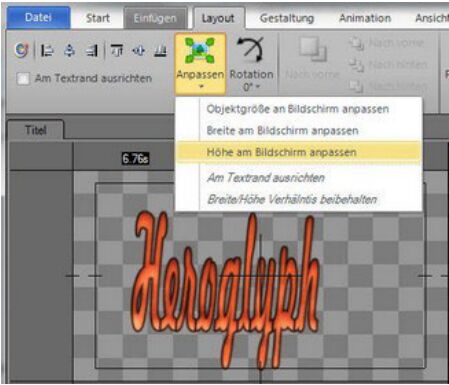 Datei Start Einfügen Layout Gestaltung Animation Ansicht
Am Textrand ausrichten
Anpassen Rotation
0°
Nach vorne
Nach vorne
Nach hinten
Nach hinten
Objektgröße an Bildschirm anpassen
Breite am Bildschirm anpassen
Höhe am Bildschirm anpassen
Am Textrand ausrichten
Breite/Höhe Verhälntis beibehalten
Titel
6.76s
Heroglyph